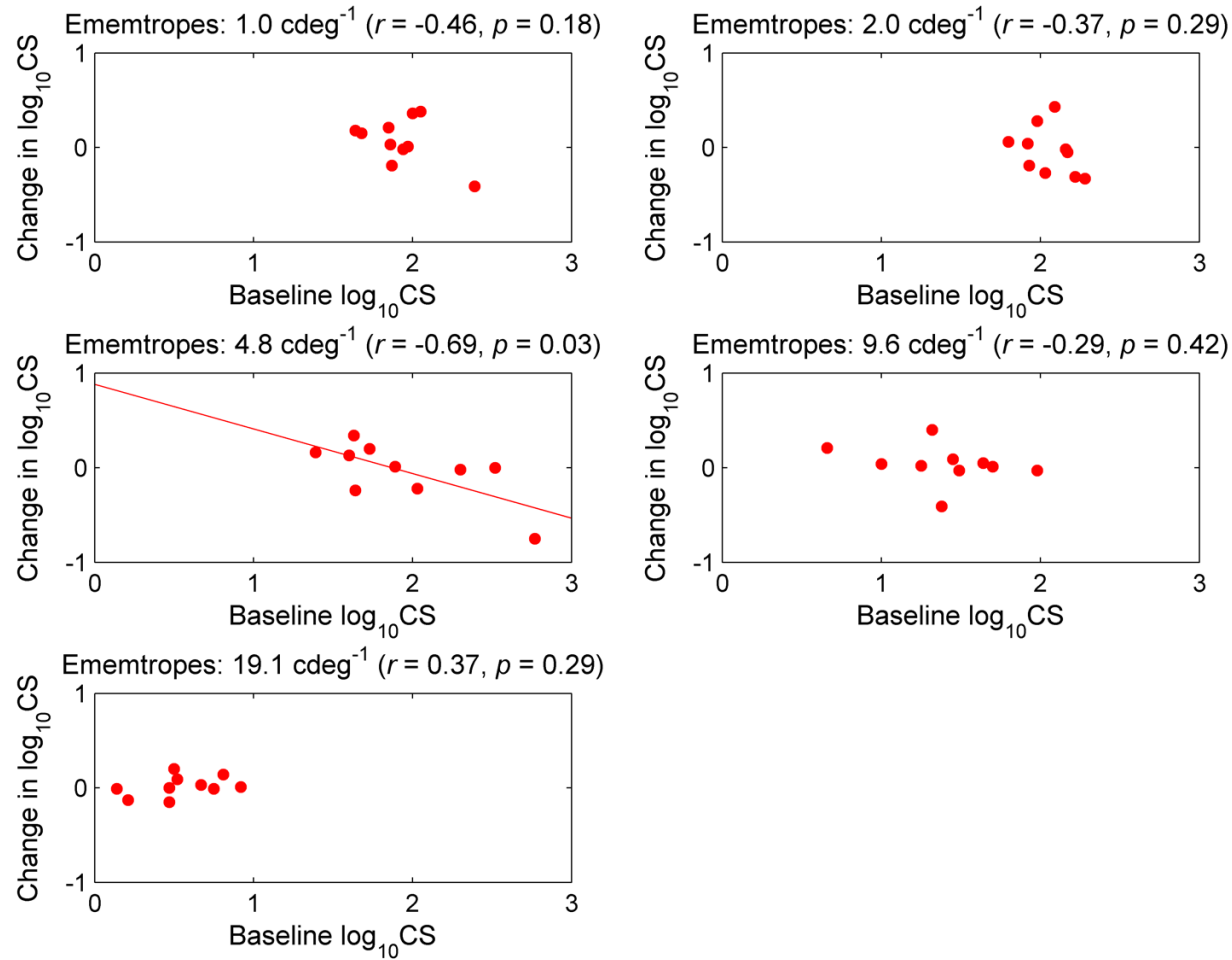 Ememtropes: 1.0 cdeg⁻¹ (r = -0.46, p = 0.18)
1
0
-1
Change in log₁₀CS
0 1 2 3
Baseline log₁₀CS
Ememtropes: 2.0 cdeg⁻¹ (r = -0.37, p = 0.29)
1
0
-1
Change in log₁₀CS
0 1 2 3
Baseline log₁₀CS
Ememtropes: 4.8 cdeg⁻¹ (r = -0.69, p = 0.03)
1
0
-1
Change in log₁₀CS
0 1 2 3
Baseline log₁₀CS
Ememtropes: 9.6 cdeg⁻¹ (r = -0.29, p = 0.42)
1
0
-1
Change in log₁₀CS
0 1 2 3
Baseline log₁₀CS
Ememtropes: 19.1 cdeg⁻¹ (r = 0.37, p = 0.29)
1
0
-1
Change in log₁₀CS
0 1 2 3
Baseline log₁₀CS